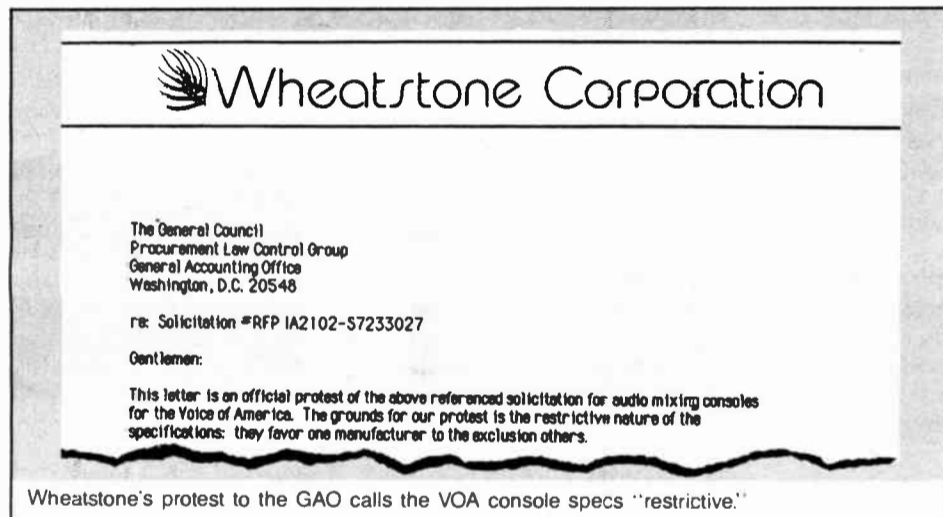 Wheatstone Corporation
The General Council
Procurement Law Control Group
General Accounting Office
Washington, D.C. 20548
re: Solicitation #RFP IA2102-S7233027
Gentlemen:
This letter is an official protest of the above referenced solicitation for audio mixing consoles
for the Voice of America. The grounds for our protest is the restrictive nature of the
specifications: they favor one manufacturer to the exclusion others.
Wheatstone's protest to the GAO calls the VOA console specs "restrictive."